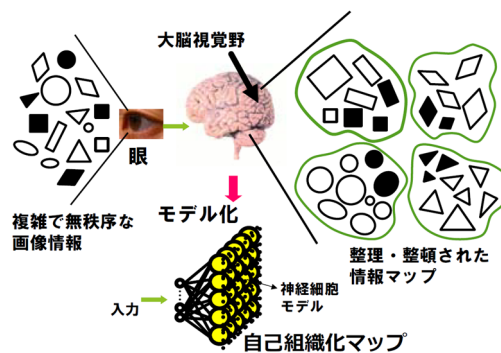 大脳視覚野
眼
複雑で無秩序な
画像情報
モデル化
整理・整頓された
情報マップ
入力
神経細胞
モデル
自己組織化マップ